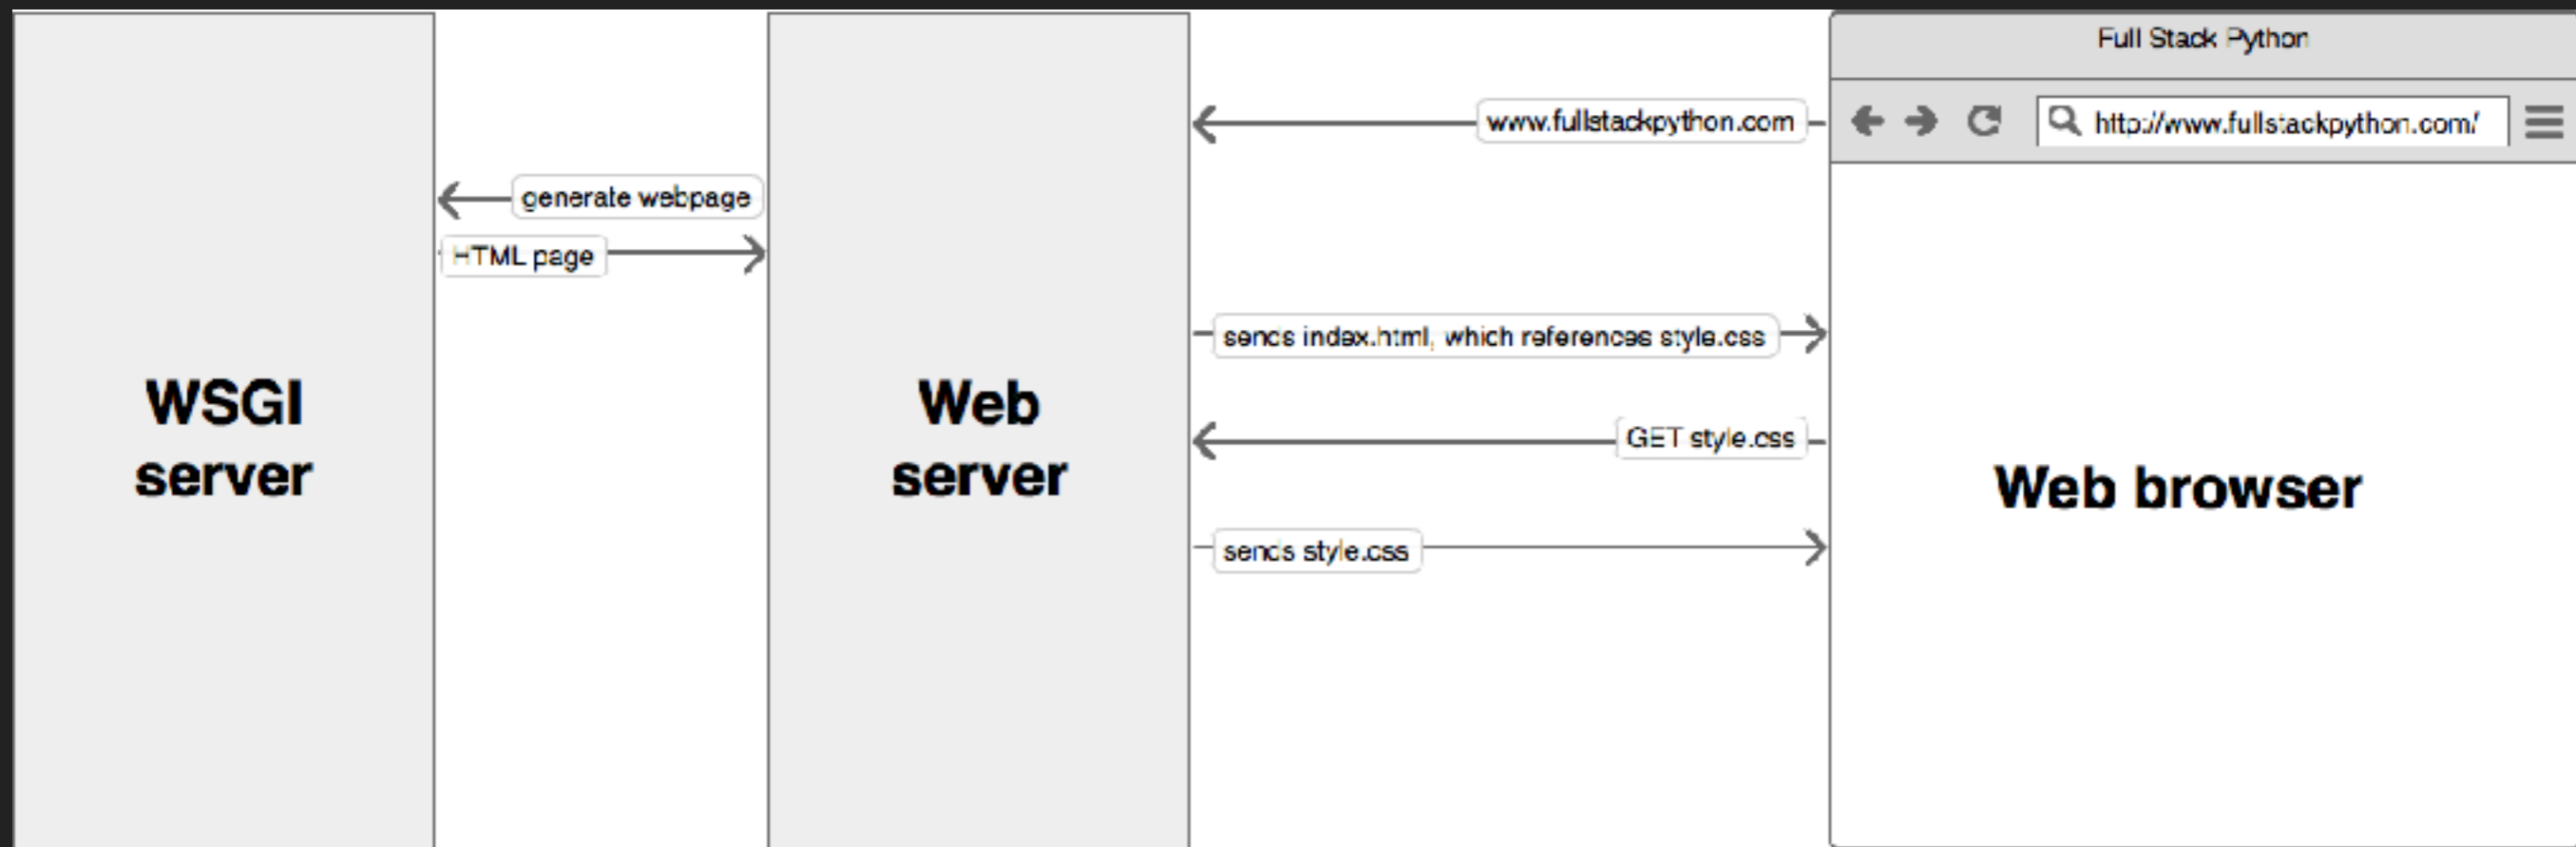 Full Stack Python
www.fullstackpython.com
http://www.fullstackpython.com/
generate webpage
HTML page
sends index.html, which references style.css
WSGI
server
Web
server
GET style.css
Web browser
sends style.css